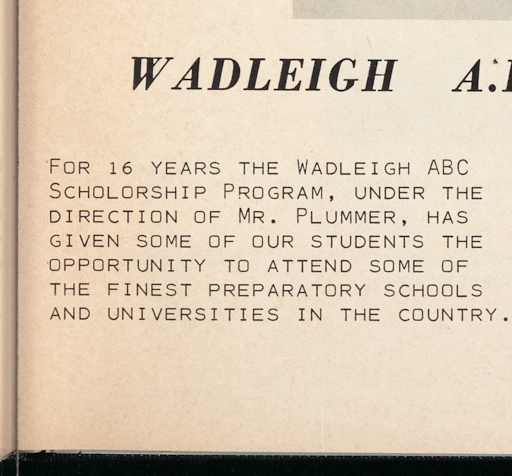 WADLEIGH A.
FOR 16 YEARS THE WADLEIGH ABC
SCHOLORSHIP PROGRAM, UNDER THE
DIRECTION OF MR. PLUMMER, HAS
GIVEN SOME OF OUR STUDENTS THE
OPPORTUNITY TO ATTEND SOME OF
THE FINEST PREPARATORY SCHOOLS
AND UNIVERSITIES IN THE COUNTRY.